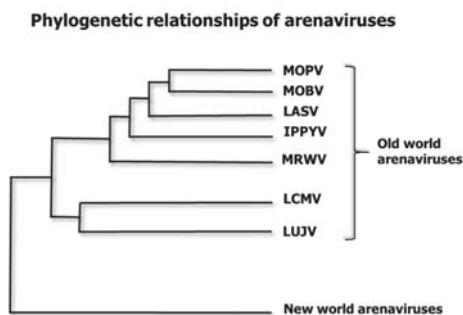 Phylogenetic relationships of arenaviruses
MOPV
MOBV
LASV
IPPYV
MRWV
LCMV
LUJV
Old world
arenaviruses
New world arenaviruses